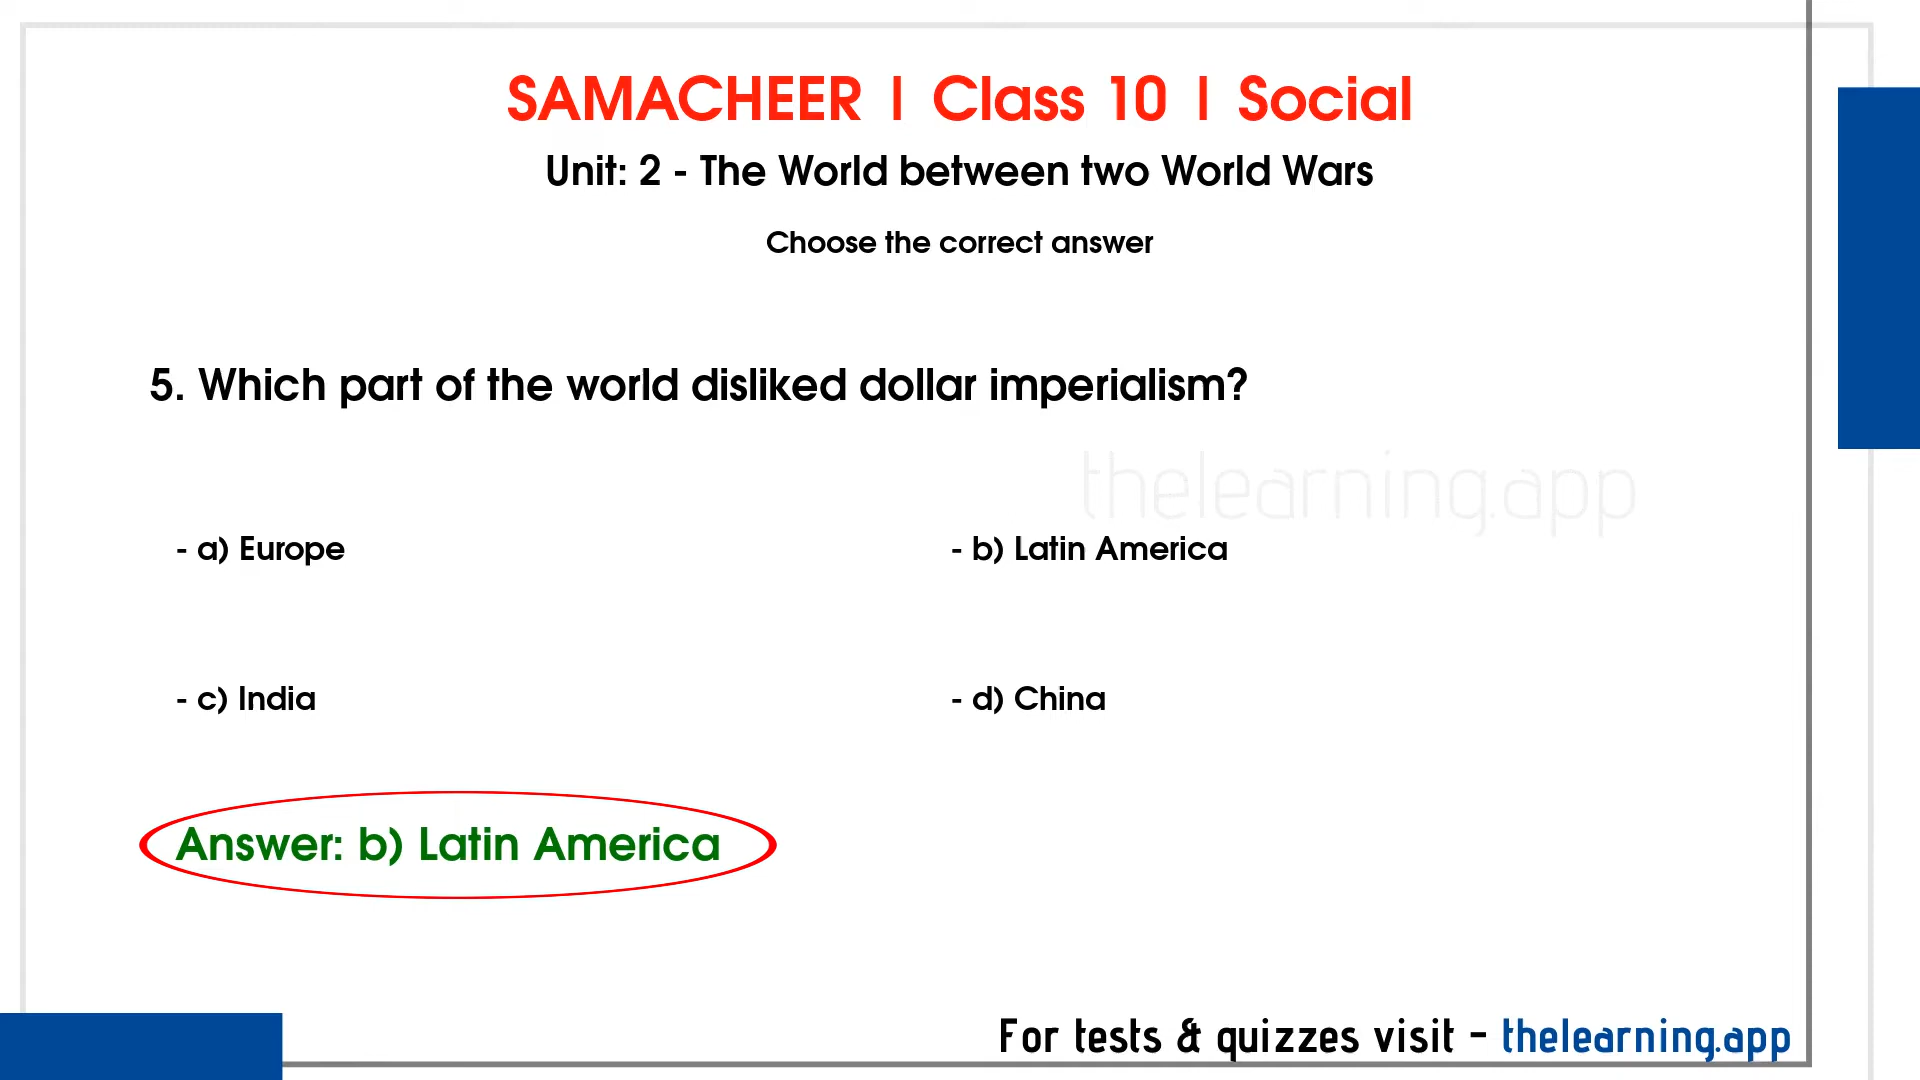 SAMACHEER | Class 10 | Social
Unit: 2 - The World between two World Wars
Choose the correct answer
5. Which part of the world disliked dollar imperialism?
thelearning.app
- a) Europe
- b) Latin America
- c) India
- d) China
Answer: b) Latin America
For tests & quizzes visit - thelearning.app